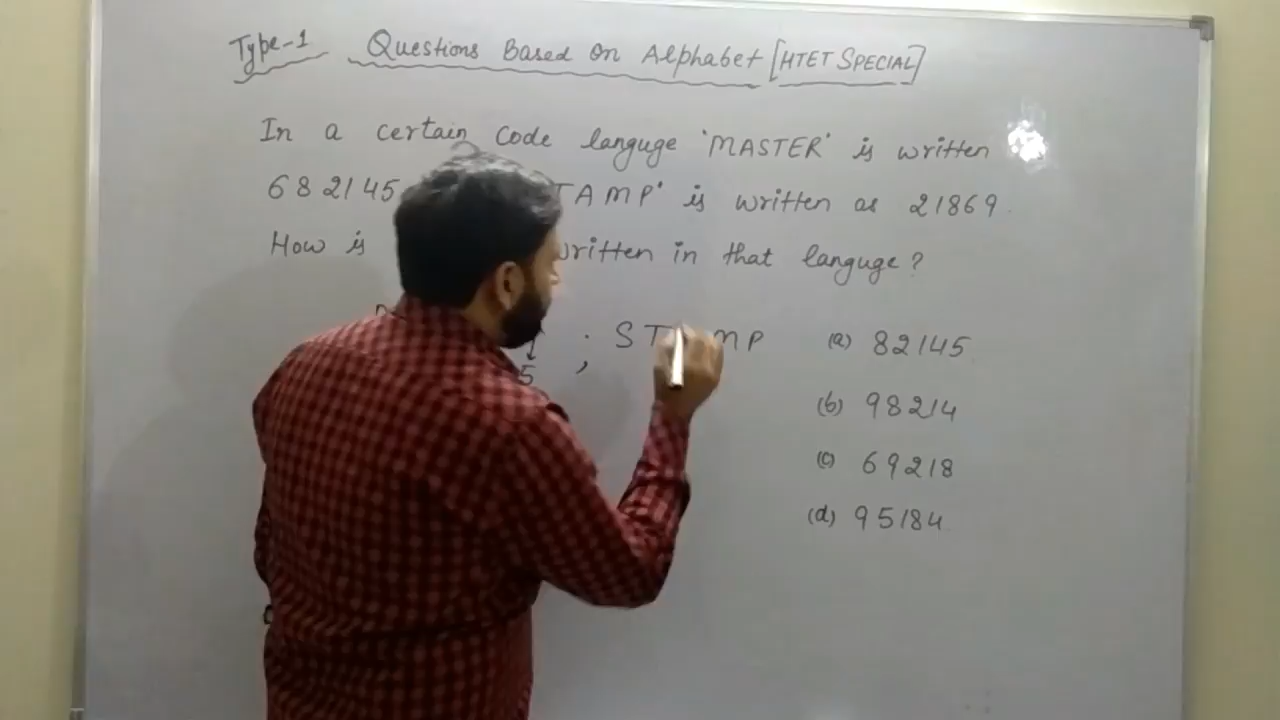 Type-1 Questions Based on Alphabet [HTET SPECIAL]
In a certain code languge 'MASTER' is written
682145 TAMP' is written as 21869.
How is written in that languge?
; ST MP (a) 82145
5
(b) 98214
(c) 69218
(d) 95184